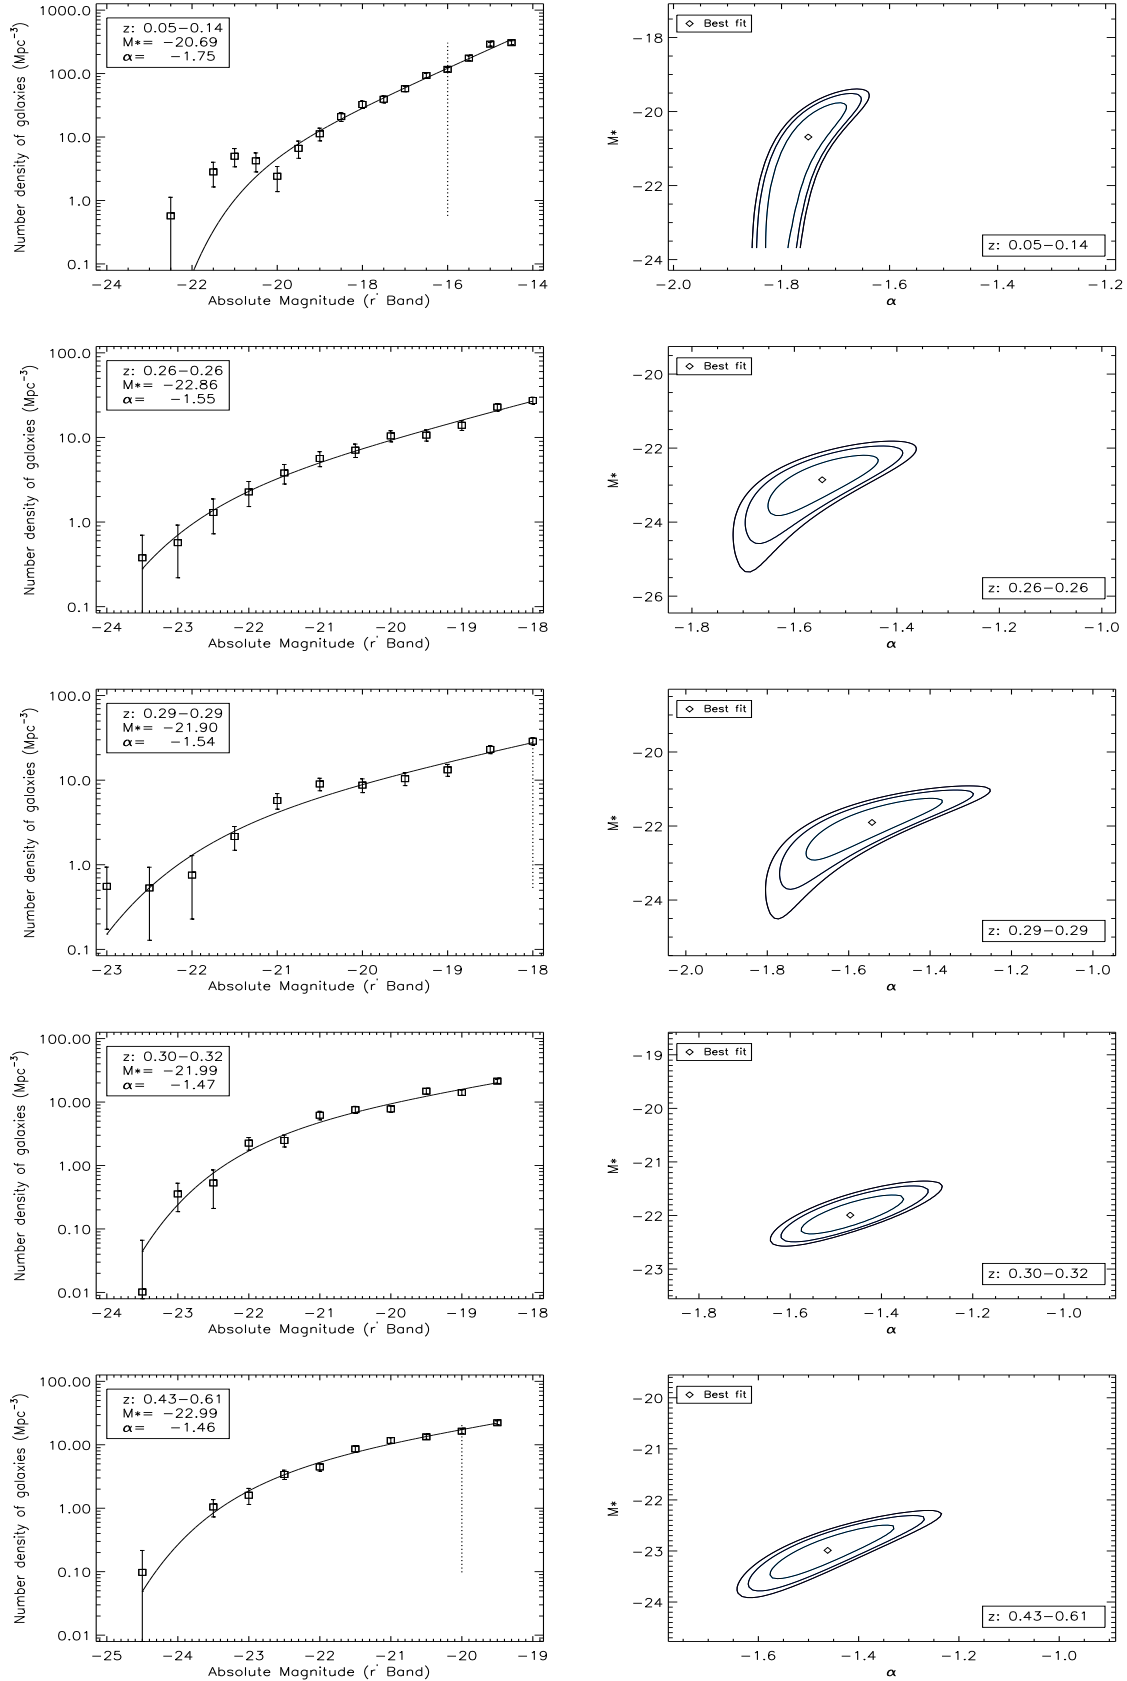 Number density of galaxies (Mpc−3)
1000.0
100.0
10.0
1.0
0.1
z: 0.05−0.14
M*= −20.69
α= −1.75
−24 −22 −20 −18 −16 −14
Absolute Magnitude (r' Band)
M*
−18
−20
−22
−24
Best fit
z: 0.05−0.14
−2.0 −1.8 −1.6 −1.4 −1.2
α
Number density of galaxies (Mpc−3)
100.0
10.0
1.0
0.1
z: 0.26−0.26
M*= −22.86
α= −1.55
−24 −23 −22 −21 −20 −19 −18
Absolute Magnitude (r' Band)
M*
−20
−22
−24
−26
Best fit
z: 0.26−0.26
−1.8 −1.6 −1.4 −1.2 −1.0
α
Number density of galaxies (Mpc−3)
100.0
10.0
1.0
0.1
z: 0.29−0.29
M*= −21.90
α= −1.54
−23 −22 −21 −20 −19 −18
Absolute Magnitude (r' Band)
M*
−20
−22
−24
Best fit
z: 0.29−0.29
−2.0 −1.8 −1.6 −1.4 −1.2 −1.0
α
Number density of galaxies (Mpc−3)
100.00
10.00
1.00
0.10
0.01
z: 0.30−0.32
M*= −21.99
α= −1.47
−24 −23 −22 −21 −20 −19 −18
Absolute Magnitude (r' Band)
M*
−19
−20
−21
−22
−23
Best fit
z: 0.30−0.32
−1.8 −1.6 −1.4 −1.2 −1.0
α
Number density of galaxies (Mpc−3)
100.00
10.00
1.00
0.10
0.01
z: 0.43−0.61
M*= −22.99
α= −1.46
−25 −24 −23 −22 −21 −20 −19
Absolute Magnitude (r' Band)
M*
−20
−21
−22
−23
−24
Best fit
z: 0.43−0.61
−1.6 −1.4 −1.2 −1.0
α